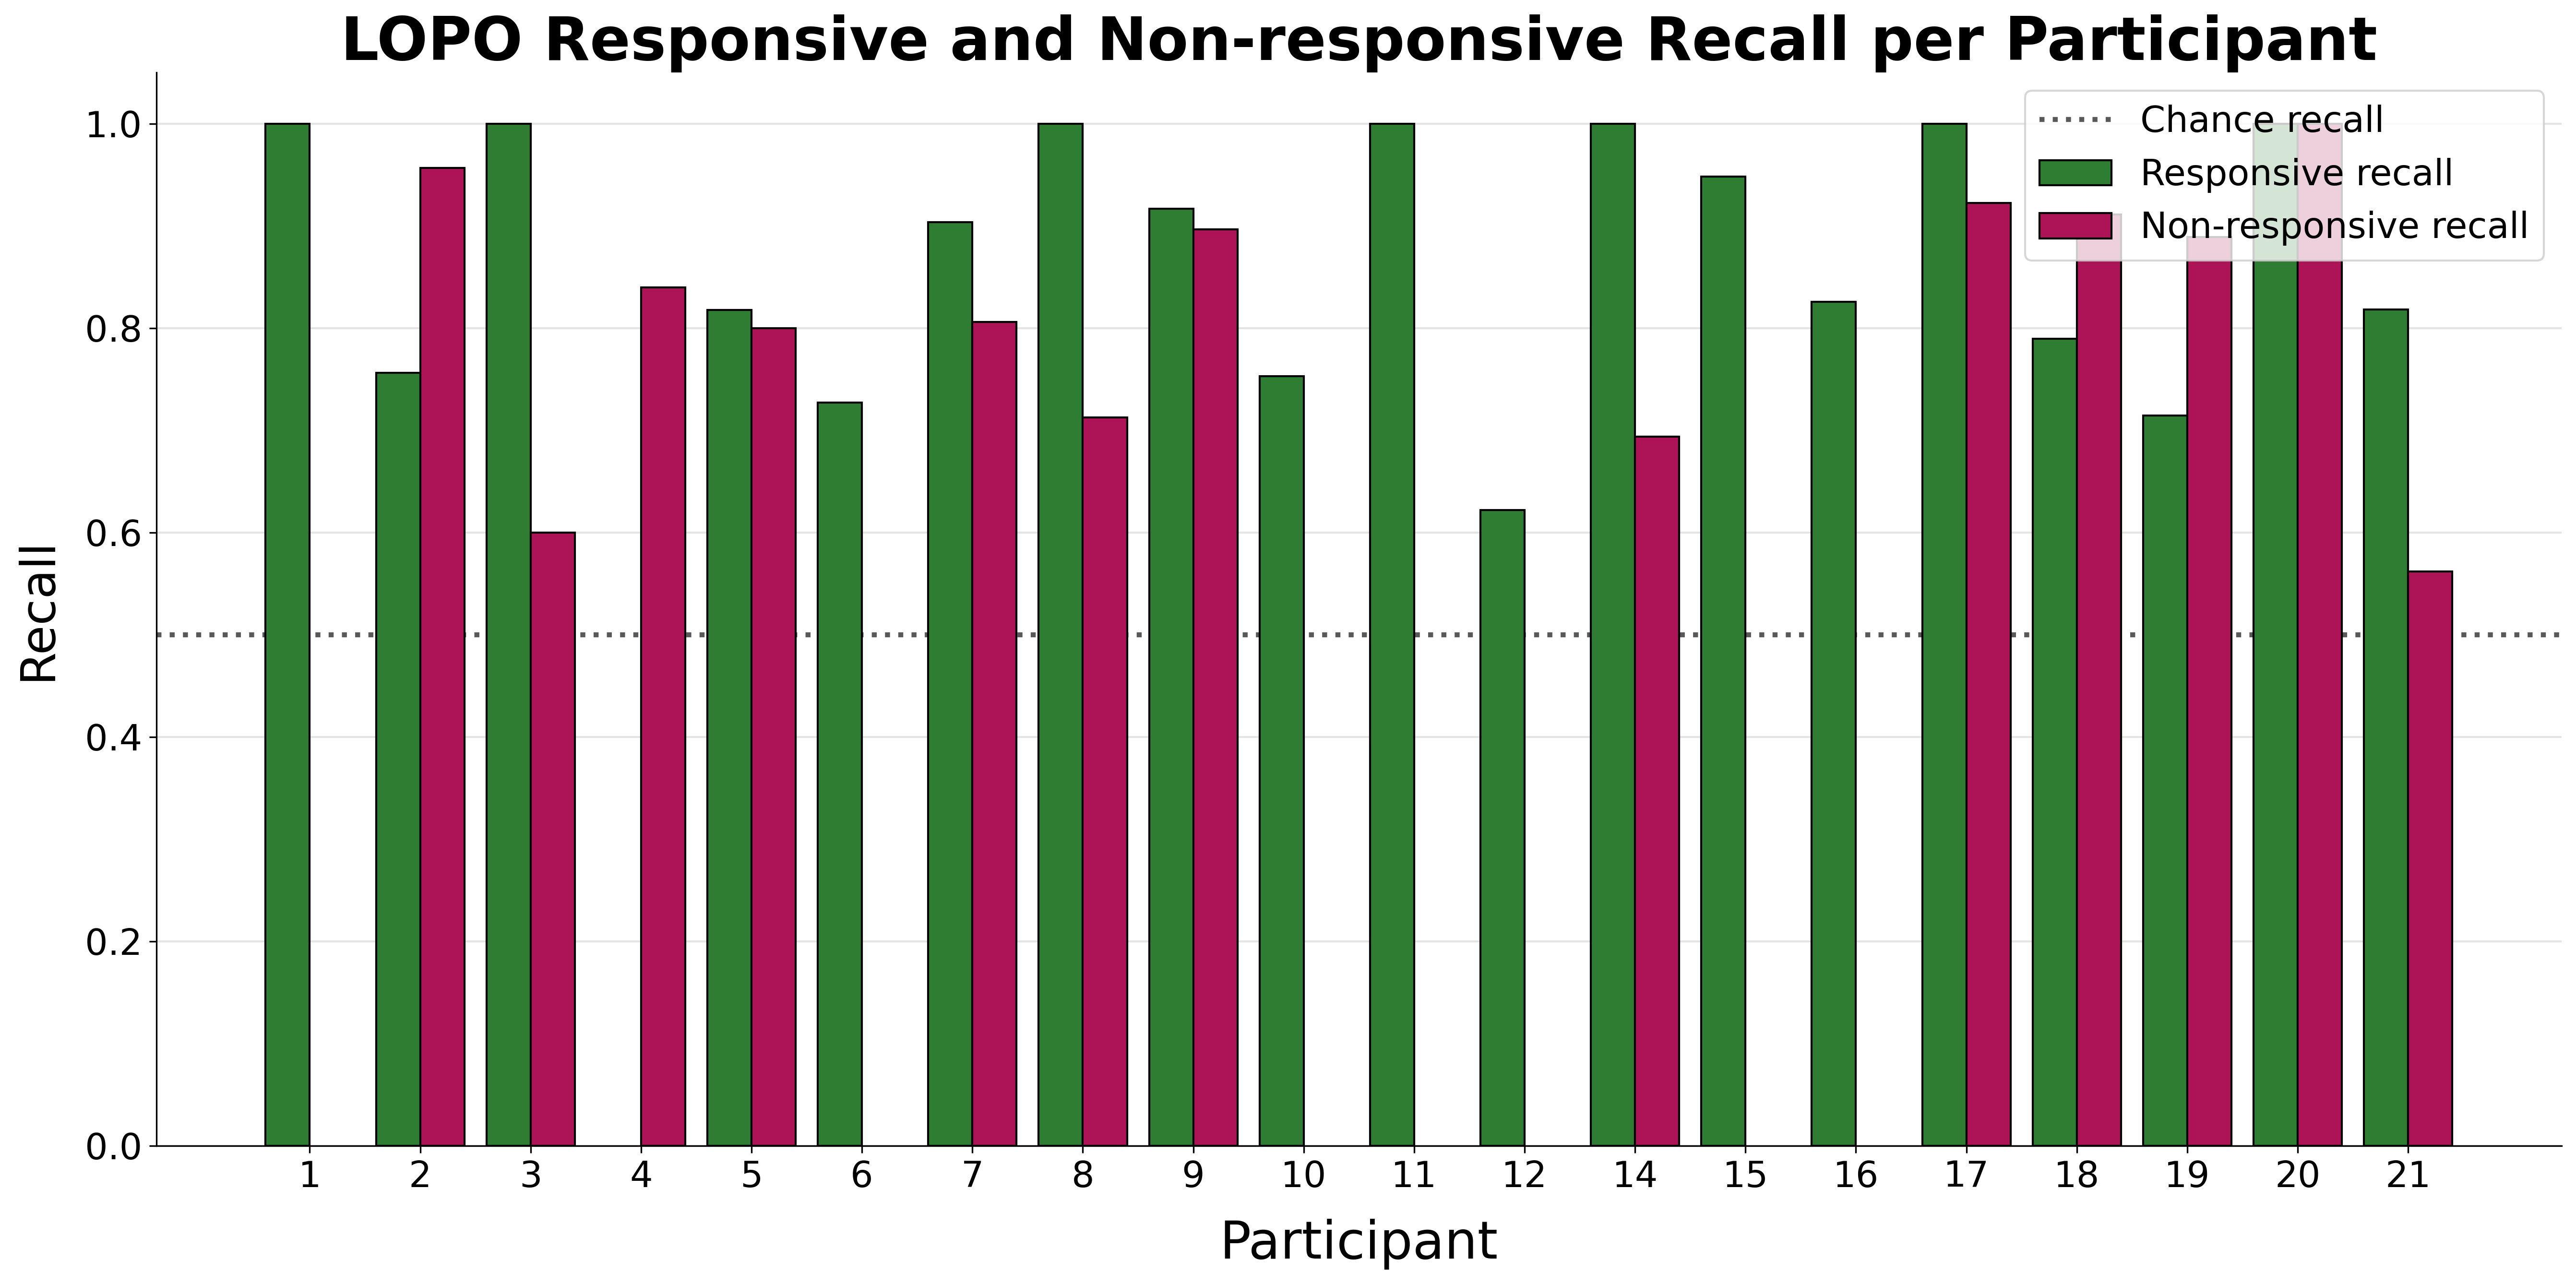 LOPO Responsive and Non-responsive Recall per Participant
Chance recall
Responsive recall
Non-responsive recall
Recall
1.0
0.8
0.6
0.4
0.2
0.0
1 2 3 4 5 6 7 8 9 10 11 12 14 15 16 17 18 19 20 21
Participant